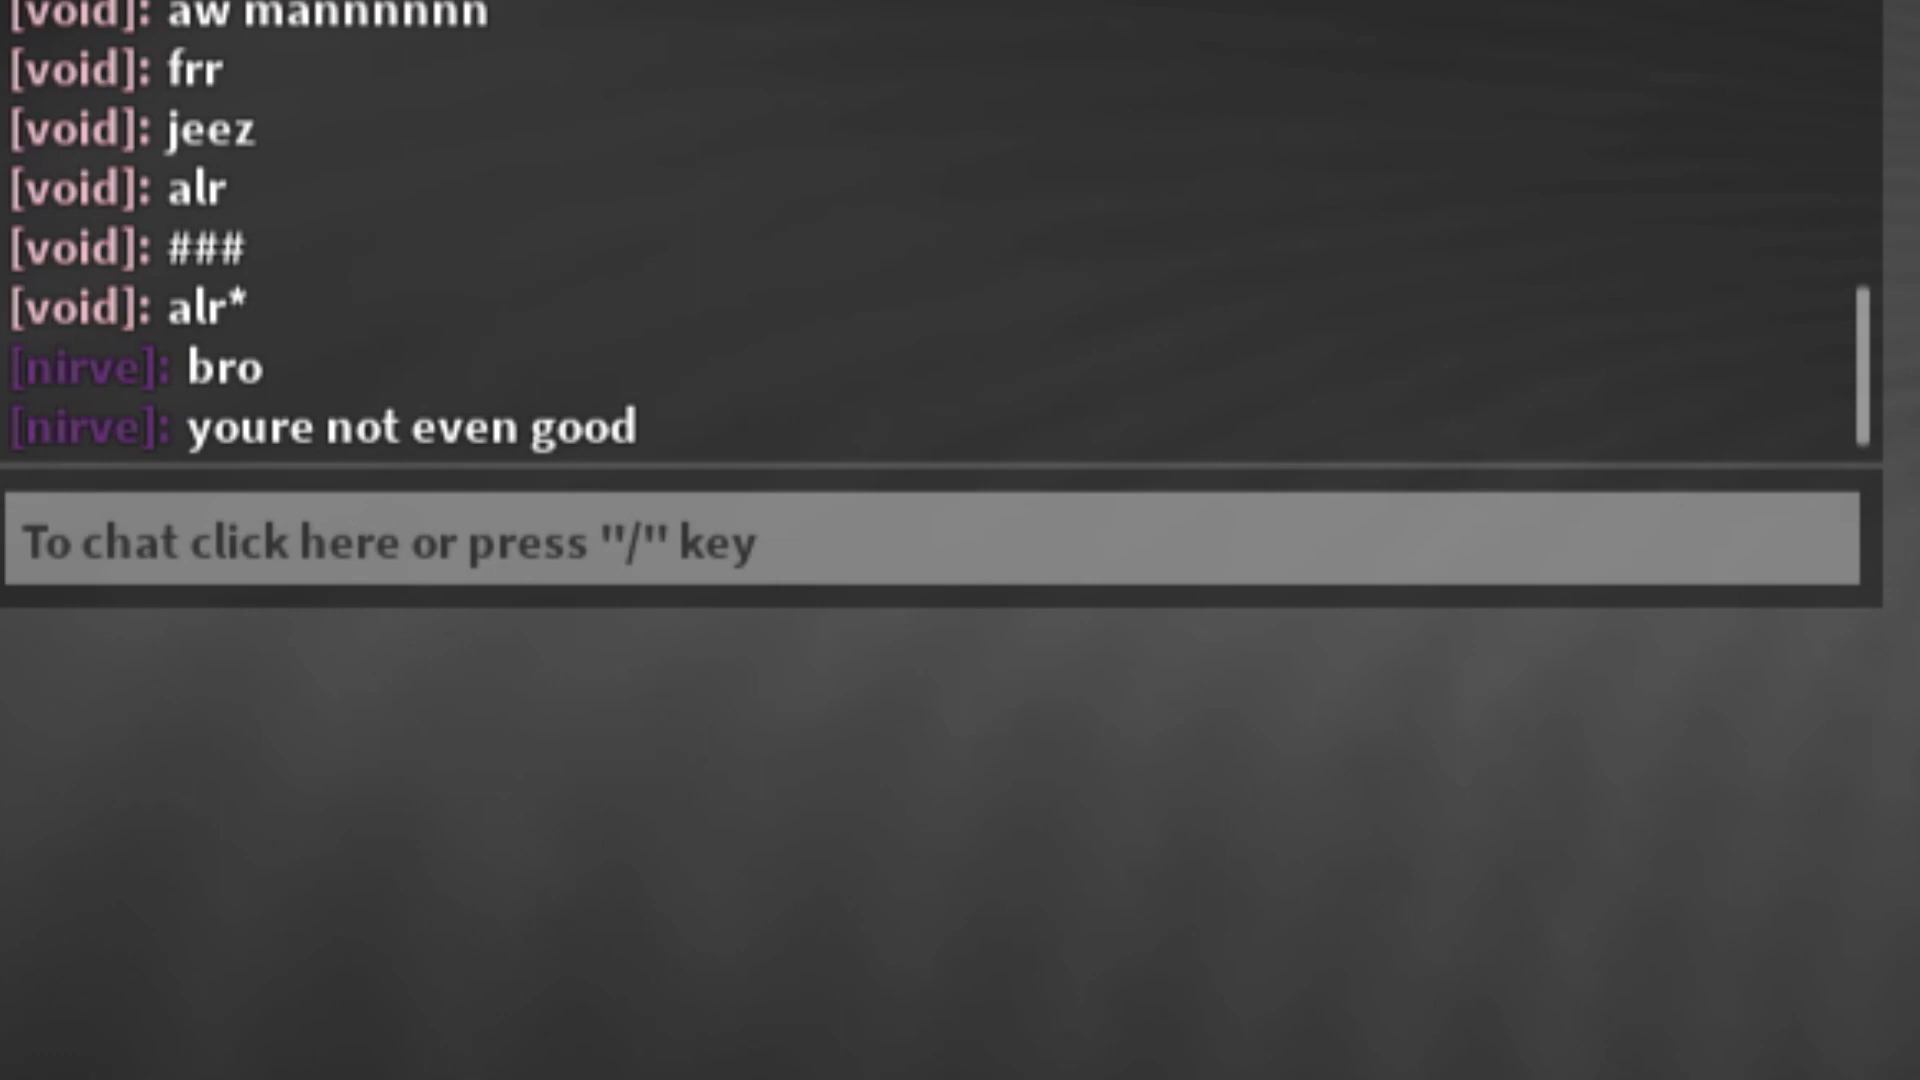 [void]: aw mannnnnn
[void]: frr
[void]: jeez
[void]: alr
[void]: ###
[void]: alr*
[nirve]: bro
[nirve]: youre not even good
To chat click here or press "/" key